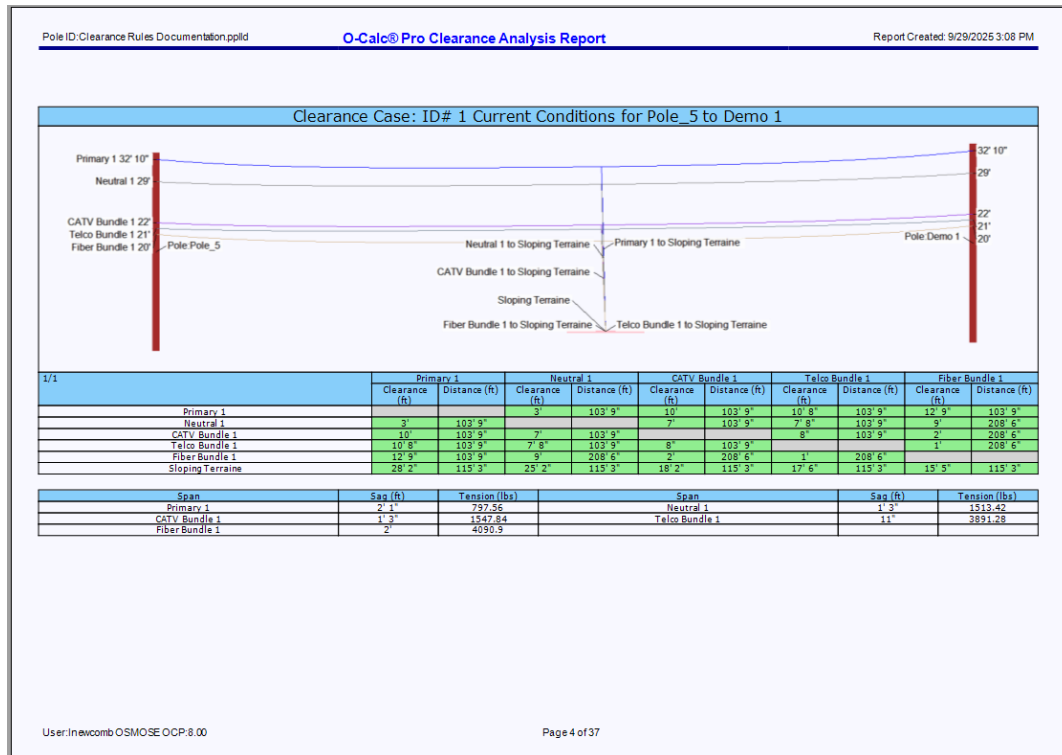 Pole ID:Clearance Rules Documentation.pplld O-Calc® Pro Clearance Analysis Report Report Created: 9/29/2025 3:08 PM
Clearance Case: ID# 1 Current Conditions for Pole_5 to Demo 1
Primary 1 32' 10" 32' 10"
Neutral 1 29' 29'
CATV Bundle 1 22' 22'
Telco Bundle 1 21' 21'
Fiber Bundle 1 20' Pole:Pole_5 Pole:Demo 1 20'
Neutral 1 to Sloping Terraine Primary 1 to Sloping Terraine
CATV Bundle 1 to Sloping Terraine
Sloping Terraine
Fiber Bundle 1 to Sloping Terraine Telco Bundle 1 to Sloping Terraine
1/1 Primary 1 Neutral 1 CATV Bundle 1 Telco Bundle 1 Fiber Bundle 1
Clearance (ft) Distance (ft) Clearance (ft) Distance (ft) Clearance (ft) Distance (ft) Clearance (ft) Distance (ft) Clearance (ft) Distance (ft)
Primary 1 3' 103' 9" 10' 103' 9" 10' 8" 103' 9" 12' 9" 103' 9"
Neutral 1 3' 103' 9" 7' 103' 9" 7' 8" 103' 9" 9' 208' 6"
CATV Bundle 1 10' 103' 9" 7' 103' 9" 8" 103' 9" 2' 208' 6"
Telco Bundle 1 10' 8" 103' 9" 7' 8" 103' 9" 8" 103' 9" 1' 208' 6"
Fiber Bundle 1 12' 9" 103' 9" 9' 208' 6" 2' 208' 6" 1' 208' 6"
Sloping Terraine 28' 2" 115' 3" 25' 2" 115' 3" 18' 2" 115' 3" 17' 6" 115' 3" 15' 5" 115' 3"
Span Sag (ft) Tension (lbs) Span Sag (ft) Tension (lbs)
Primary 1 2' 1" 797.56 Neutral 1 1' 3" 1513.42
CATV Bundle 1 1' 3" 1547.84 Telco Bundle 1 11" 3891.28
Fiber Bundle 1 2' 4090.9
User:lnewcomb OSMOSE OCP:8.00 Page 4 of 37